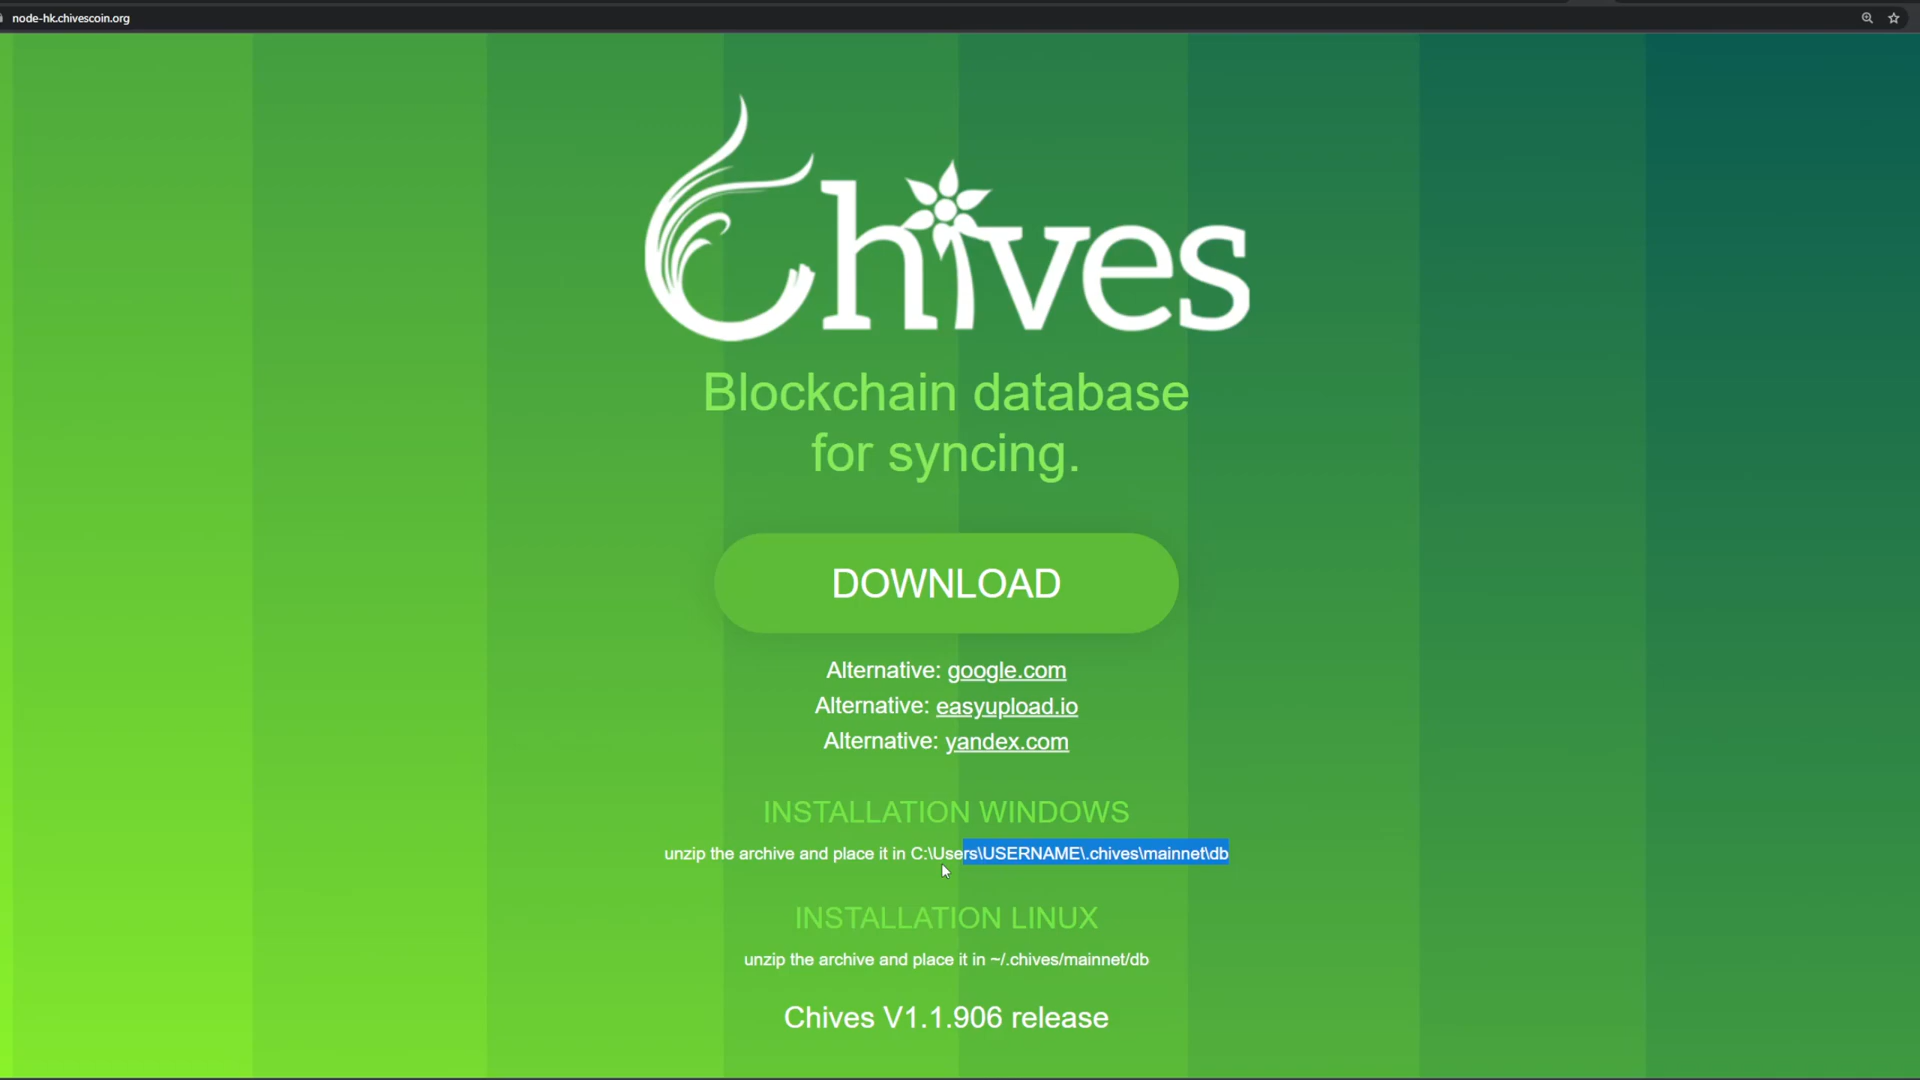 node-hk.chivescoin.org
Chives
Blockchain database
for syncing.
DOWNLOAD
Alternative: google.com
Alternative: easyupload.io
Alternative: yandex.com
INSTALLATION WINDOWS
unzip the archive and place it in C:\Users\USERNAME\.chives\mainnet\db
INSTALLATION LINUX
unzip the archive and place it in ~/.chives/mainnet/db
Chives V1.1.906 release